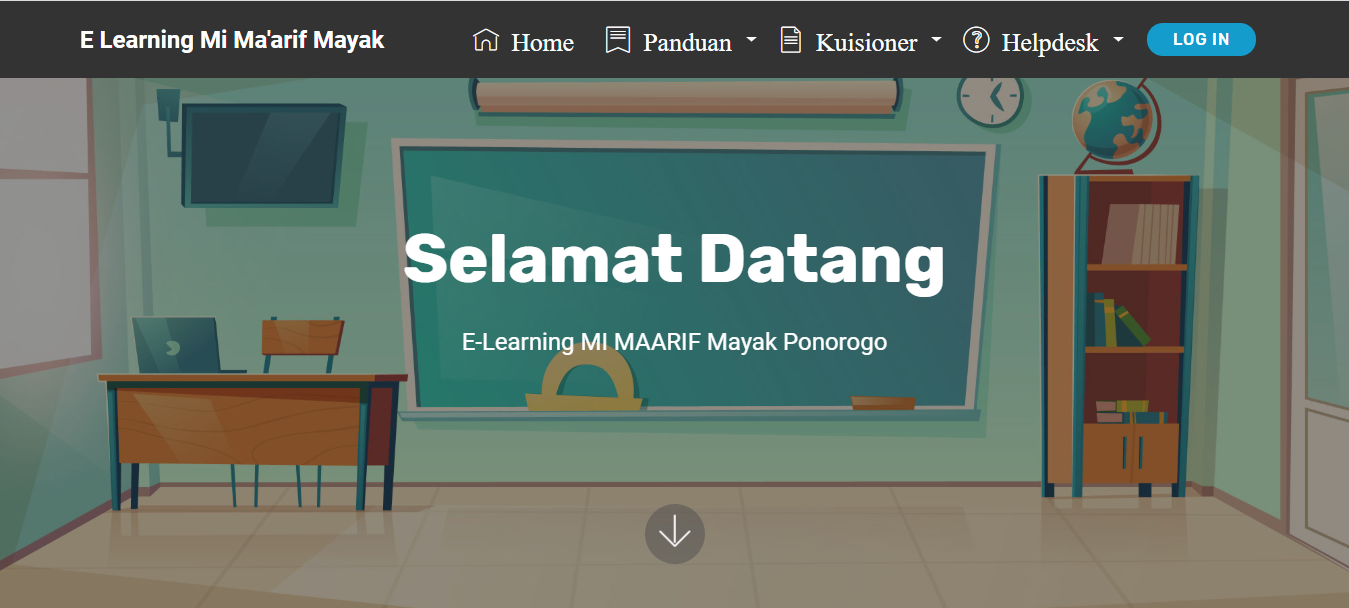 E Learning Mi Ma'arif Mayak Home Panduan Kuisioner Helpdesk LOG IN
Selamat Datang
E-Learning MI MAARIF Mayak Ponorogo